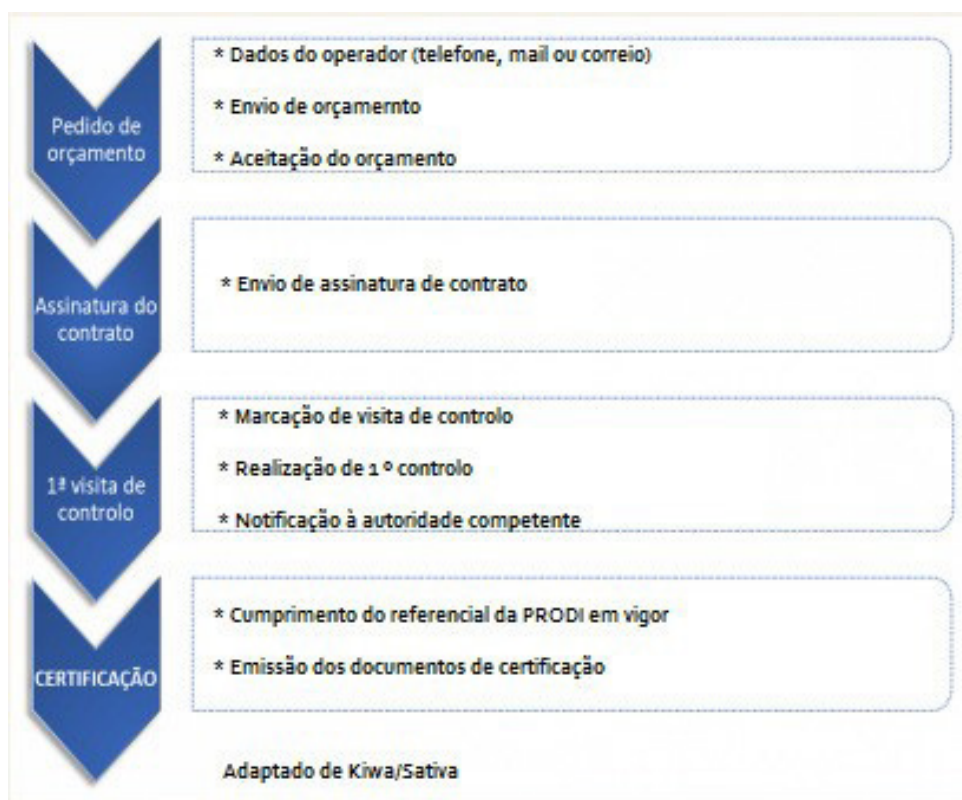 Pedido de
orçamento
* Dados do operador (telefone, mail ou correio)
* Envio de orçamernto
* Aceitação do orçamento
Assinatura do
contrato
* Envio de assinatura de contrato
1ª visita de
controlo
* Marcação de visita de controlo
* Realização de 1 º controlo
* Notificação à autoridade competente
CERTIFICAÇÃO
* Cumprimento do referencial da PRODI em vigor
* Emissão dos documentos de certificação
Adaptado de Kiwa/Sativa